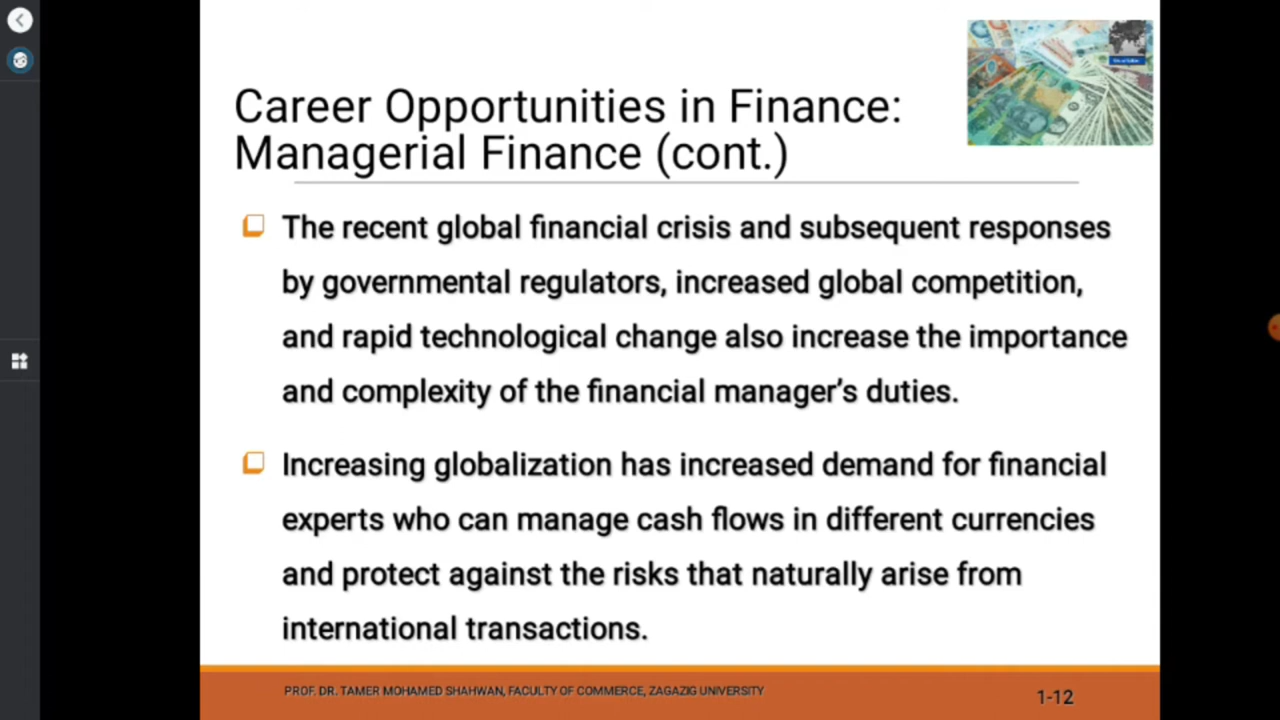 Career Opportunities in Finance:
Managerial Finance (cont.)
The recent global financial crisis and subsequent responses
by governmental regulators, increased global competition,
and rapid technological change also increase the importance
and complexity of the financial manager's duties.
Increasing globalization has increased demand for financial
experts who can manage cash flows in different currencies
and protect against the risks that naturally arise from
international transactions.
PROF. DR. TAMER MOHAMED SHAHWAN, FACULTY OF COMMERCE, ZAGAZIG UNIVERSITY
1-12